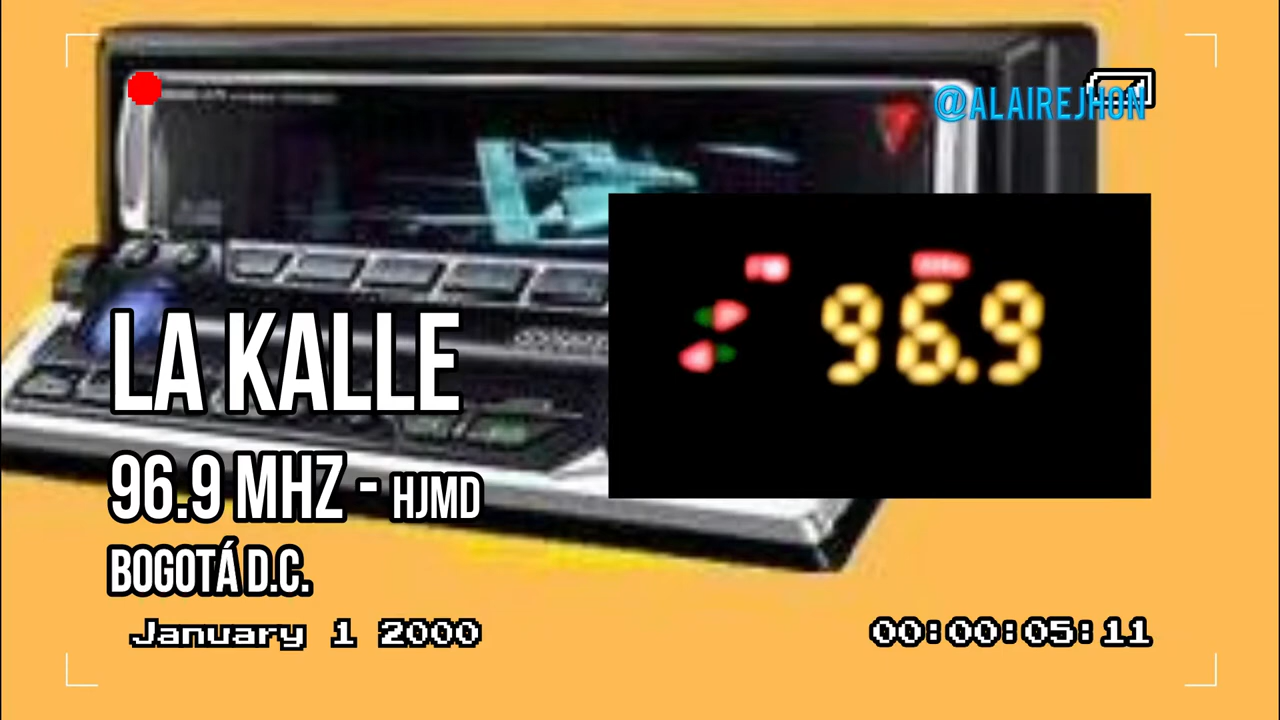 @ALAIREJHON
96.9
LA KALLE
96.9 MHZ - HJMD
BOGOTÁ D.C.
January 1 2000
00:00:05:11